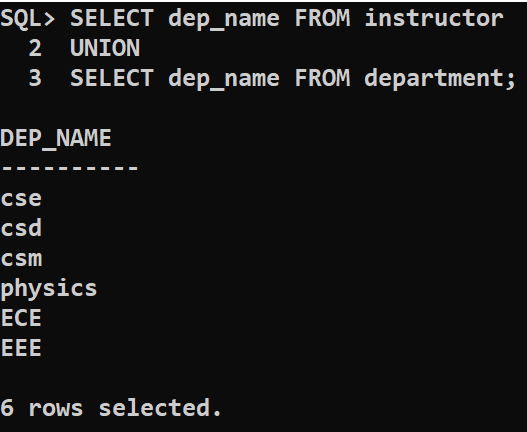 SQL> SELECT dep_name FROM instructor
  2  UNION
  3  SELECT dep_name FROM department;

DEP_NAME
----------
cse
csd
csm
physics
ECE
EEE

6 rows selected.